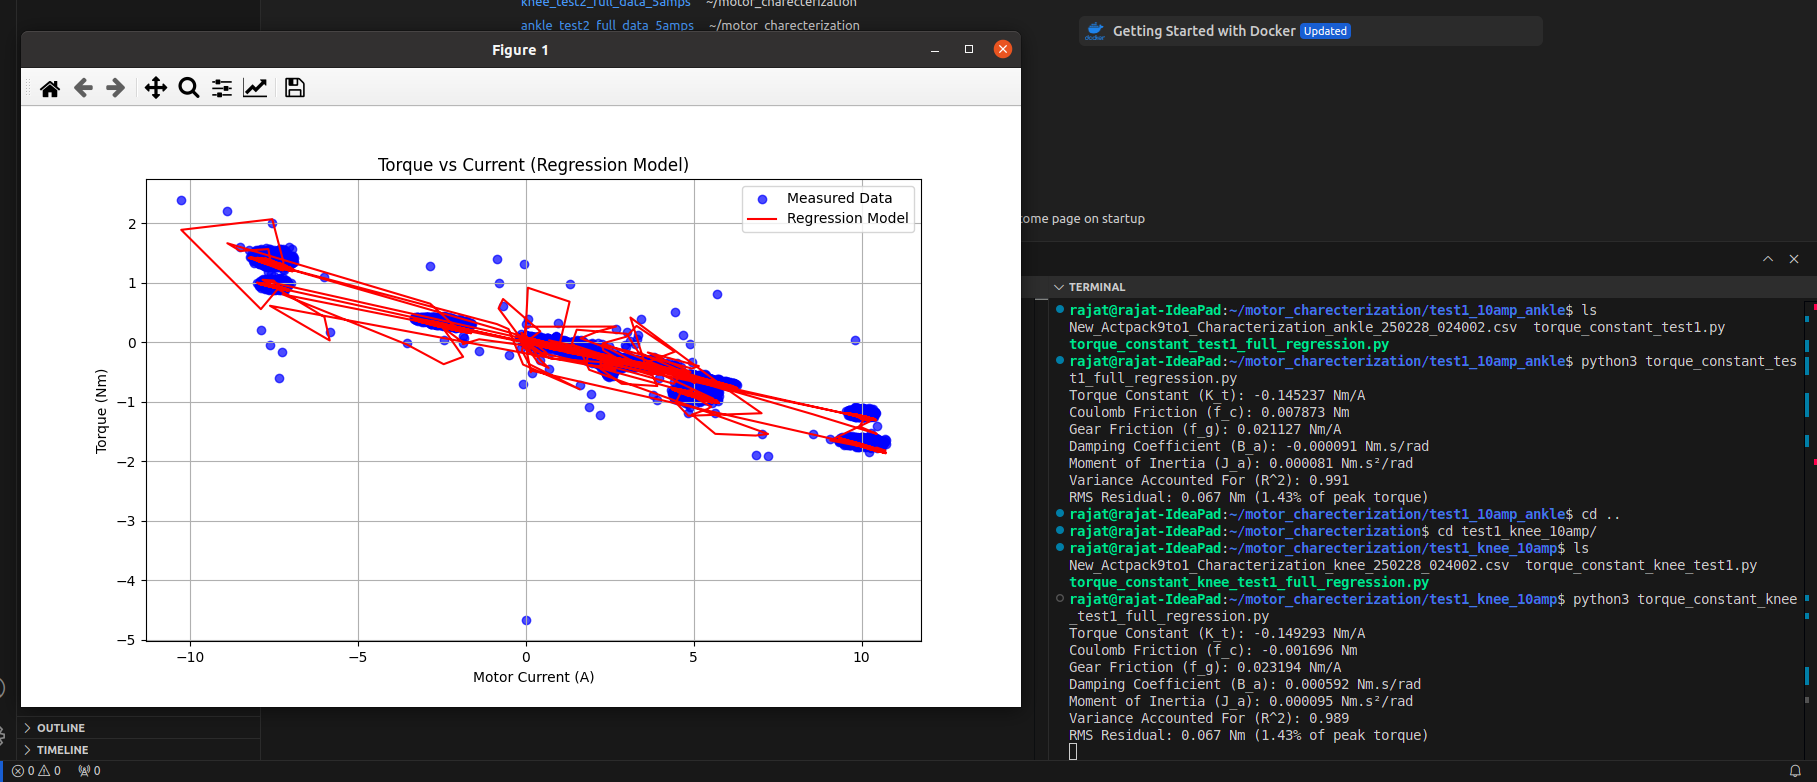 knee_test2_full_data_5amps ~/motor_charecterization
ankle_test2_full_data_5amps ~/motor_charecterization
Getting Started with Docker Updated
Figure 1
Torque vs Current (Regression Model)
Measured Data
Regression Model
2
1
0
−1
−2
−3
−4
−5
Torque (Nm)
−10
−5
0
5
10
Motor Current (A)
ome page on startup
OUTLINE
TIMELINE
0 0 0
TERMINAL
rajat@rajat-IdeaPad:~/motor_charecterization/test1_10amp_ankle$ ls
New_Actpack9to1_Characterization_ankle_250228_024002.csv torque_constant_test1.py
torque_constant_test1_full_regression.py
rajat@rajat-IdeaPad:~/motor_charecterization/test1_10amp_ankle$ python3 torque_constant_tes
t1_full_regression.py
Torque Constant (K_t): -0.145237 Nm/A
Coulomb Friction (f_c): 0.007873 Nm
Gear Friction (f_g): 0.021127 Nm/A
Damping Coefficient (B_a): -0.000091 Nm.s/rad
Moment of Inertia (J_a): 0.000081 Nm.s²/rad
Variance Accounted For (R^2): 0.991
RMS Residual: 0.067 Nm (1.43% of peak torque)
rajat@rajat-IdeaPad:~/motor_charecterization/test1_10amp_ankle$ cd ..
rajat@rajat-IdeaPad:~/motor_charecterization$ cd test1_knee_10amp/
rajat@rajat-IdeaPad:~/motor_charecterization/test1_knee_10amp$ ls
New_Actpack9to1_Characterization_knee_250228_024002.csv torque_constant_knee_test1.py
torque_constant_knee_test1_full_regression.py
rajat@rajat-IdeaPad:~/motor_charecterization/test1_knee_10amp$ python3 torque_constant_knee
_test1_full_regression.py
Torque Constant (K_t): -0.149293 Nm/A
Coulomb Friction (f_c): -0.001696 Nm
Gear Friction (f_g): 0.023194 Nm/A
Damping Coefficient (B_a): 0.000592 Nm.s/rad
Moment of Inertia (J_a): 0.000095 Nm.s²/rad
Variance Accounted For (R^2): 0.989
RMS Residual: 0.067 Nm (1.43% of peak torque)